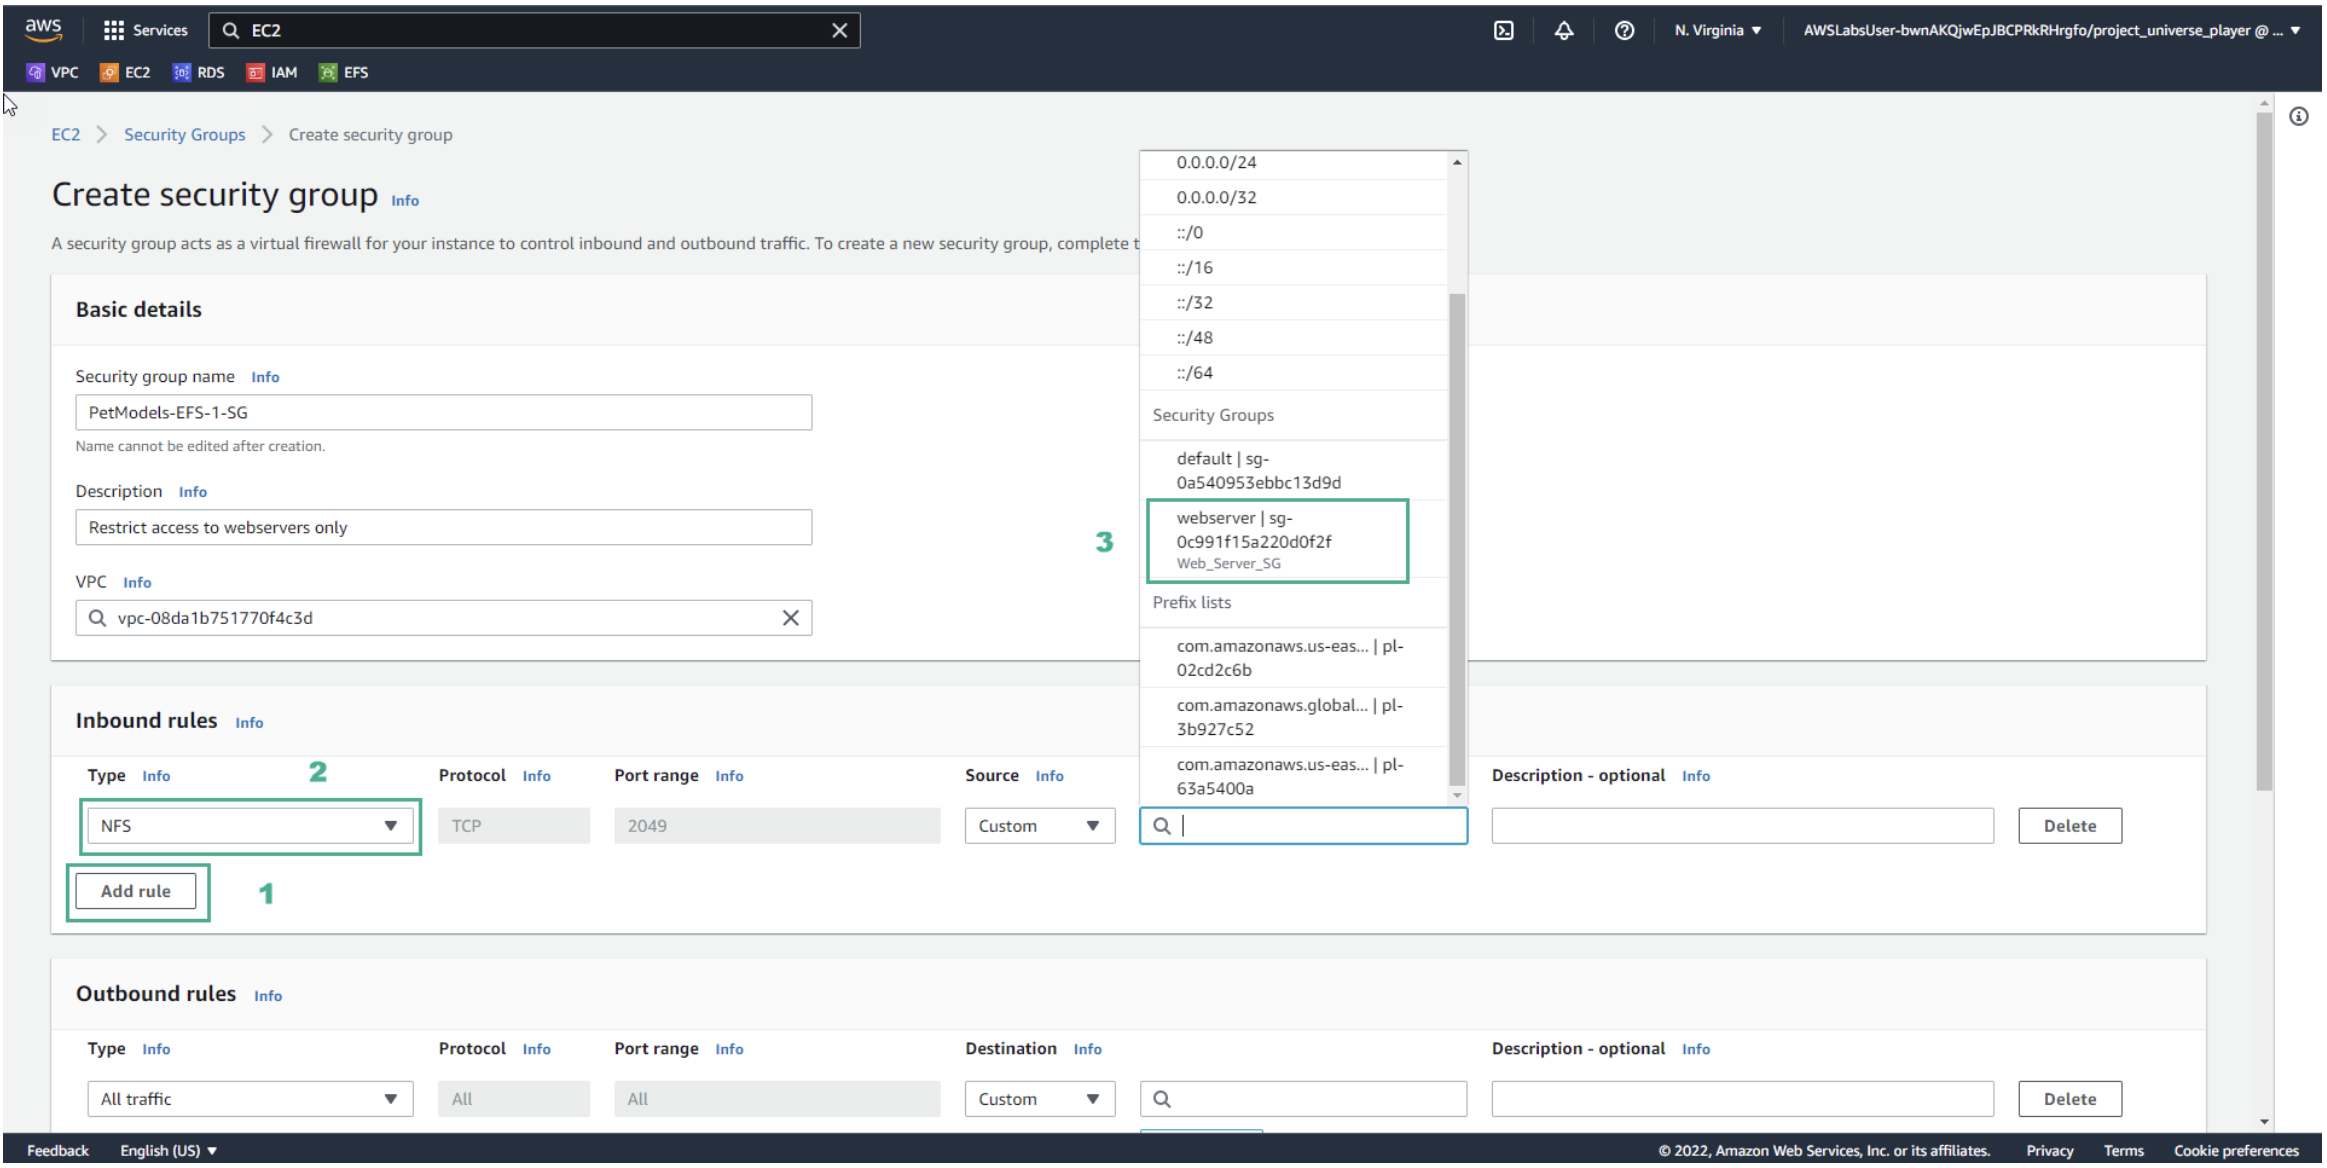 aws
Services
EC2
N. Virginia
AWSLabsUser-bwnAKQjwEpJBCPRkRHrgfo/project_universe_player @ ...
VPC
EC2
RDS
IAM
EFS
EC2
Security Groups
Create security group
Create security group Info
A security group acts as a virtual firewall for your instance to control inbound and outbound traffic. To create a new security group, complete t
Basic details
Security group name Info
PetModels-EFS-1-SG
Name cannot be edited after creation.
Description Info
Restrict access to webservers only
VPC Info
vpc-08da1b751770f4c3d
0.0.0.0/24
0.0.0.0/32
::/0
::/16
::/32
::/48
::/64
Security Groups
default | sg-
0a540953ebbc13d9d
3
webserver | sg-
0c991f15a220d0f2f
Web_Server_SG
Prefix lists
com.amazonaws.us-eas... | pl-
02cd2c6b
com.amazonaws.global... | pl-
3b927c52
com.amazonaws.us-eas... | pl-
63a5400a
Inbound rules Info
Type Info
2
Protocol Info
Port range Info
Source Info
Description - optional Info
NFS
TCP
2049
Custom
Delete
Add rule
1
Outbound rules Info
Type Info
Protocol Info
Port range Info
Destination Info
Description - optional Info
All traffic
All
All
Custom
Delete
Feedback
English (US)
© 2022, Amazon Web Services, Inc. or its affiliates.
Privacy
Terms
Cookie preferences